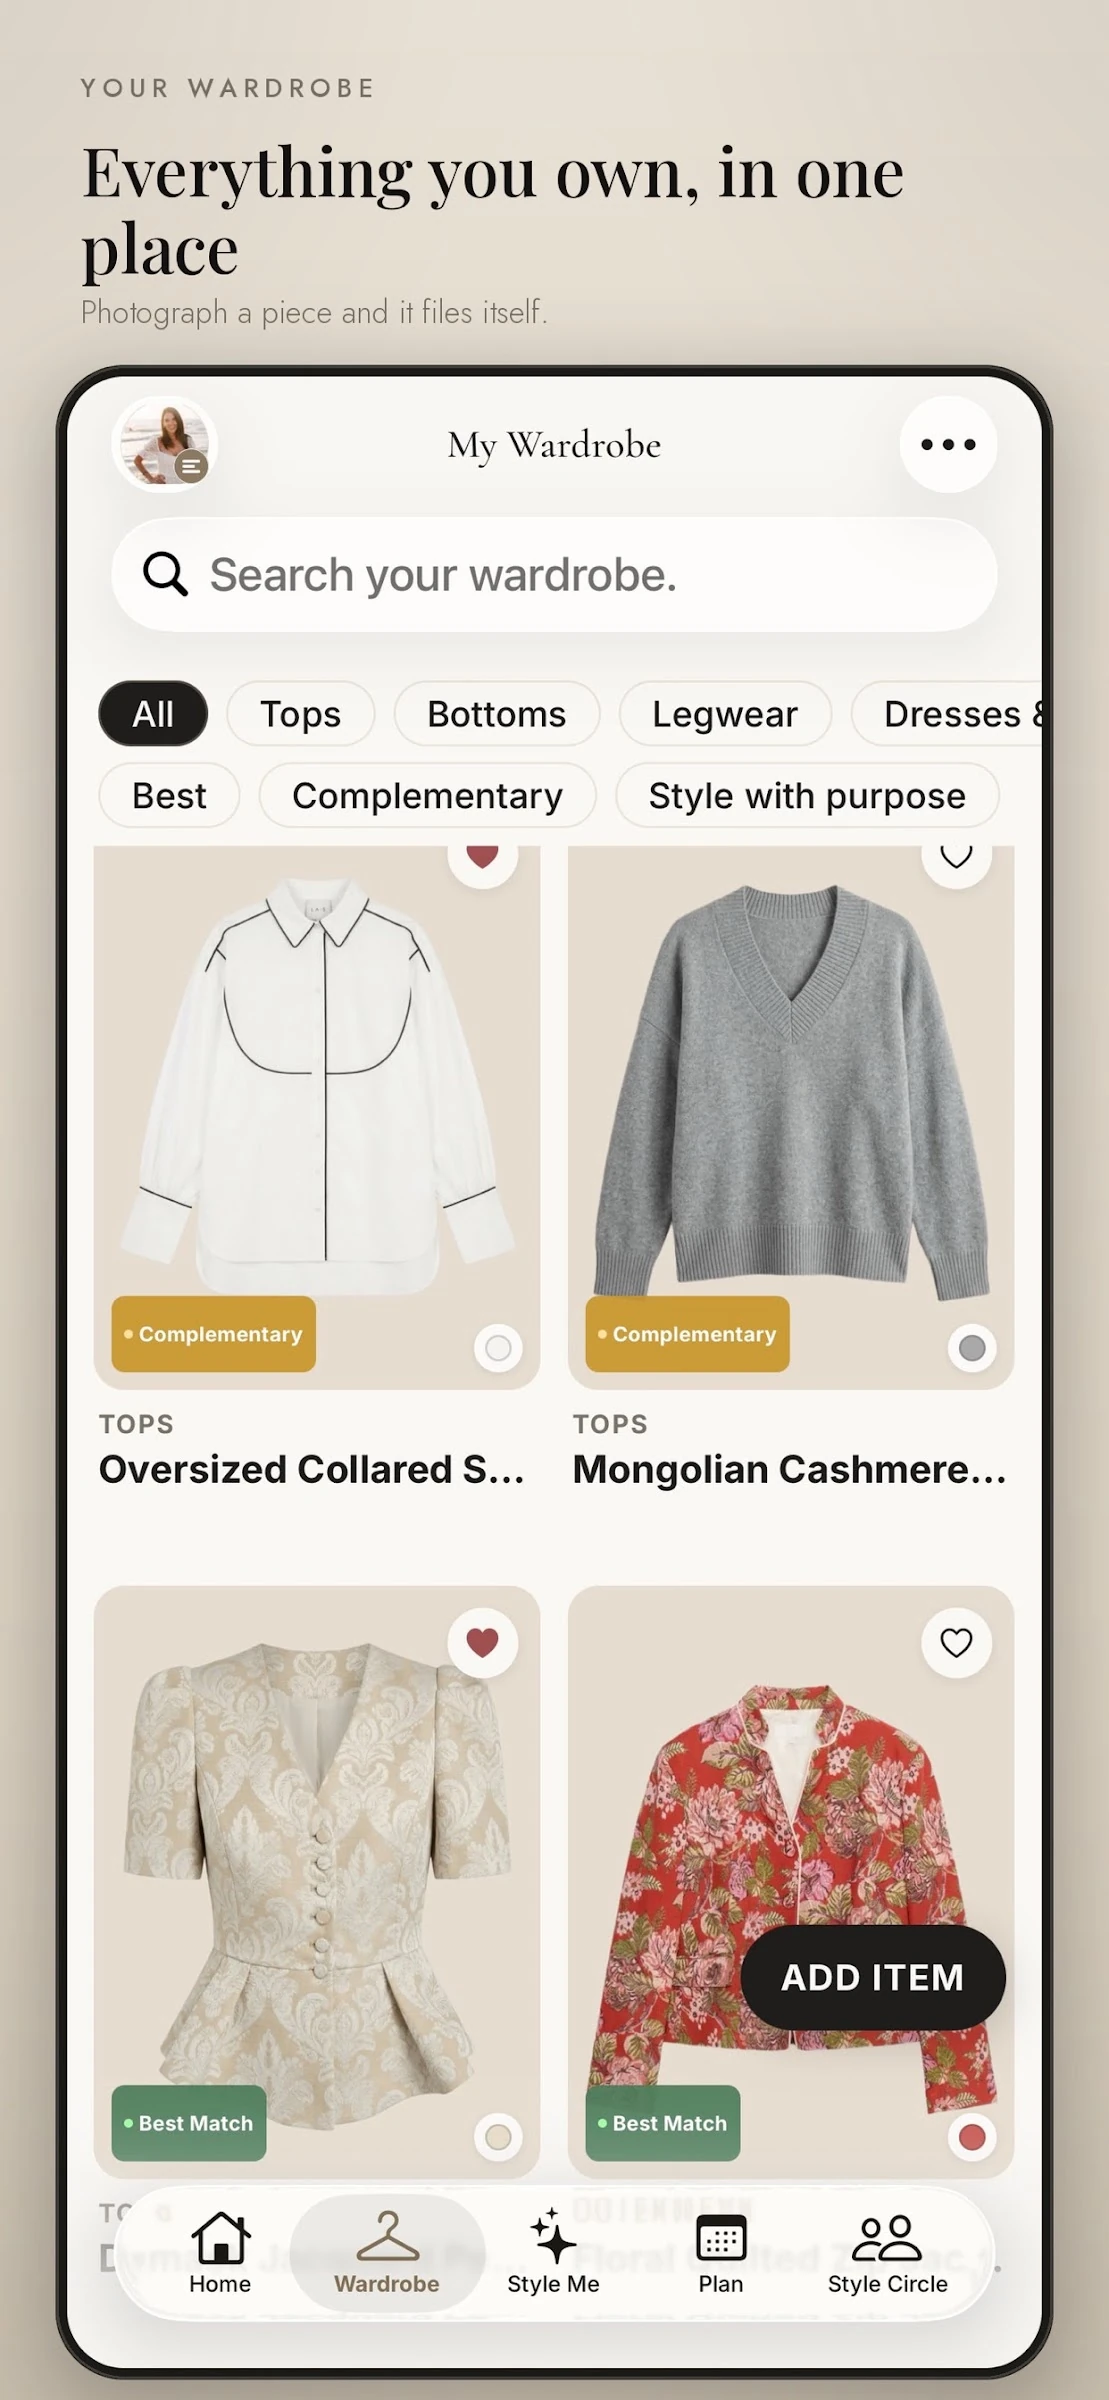 YOUR WARDROBE
Everything you own, in one
place
Photograph a piece and it files itself.
My Wardrobe
Search your wardrobe.
All Tops Bottoms Legwear Dresses &
Best Complementary Style with purpose
Complementary Complementary
TOPS TOPS
Oversized Collared S... Mongolian Cashmere...
ADD ITEM
Best Match Best Match
Home Wardrobe Style Me Plan Style Circle